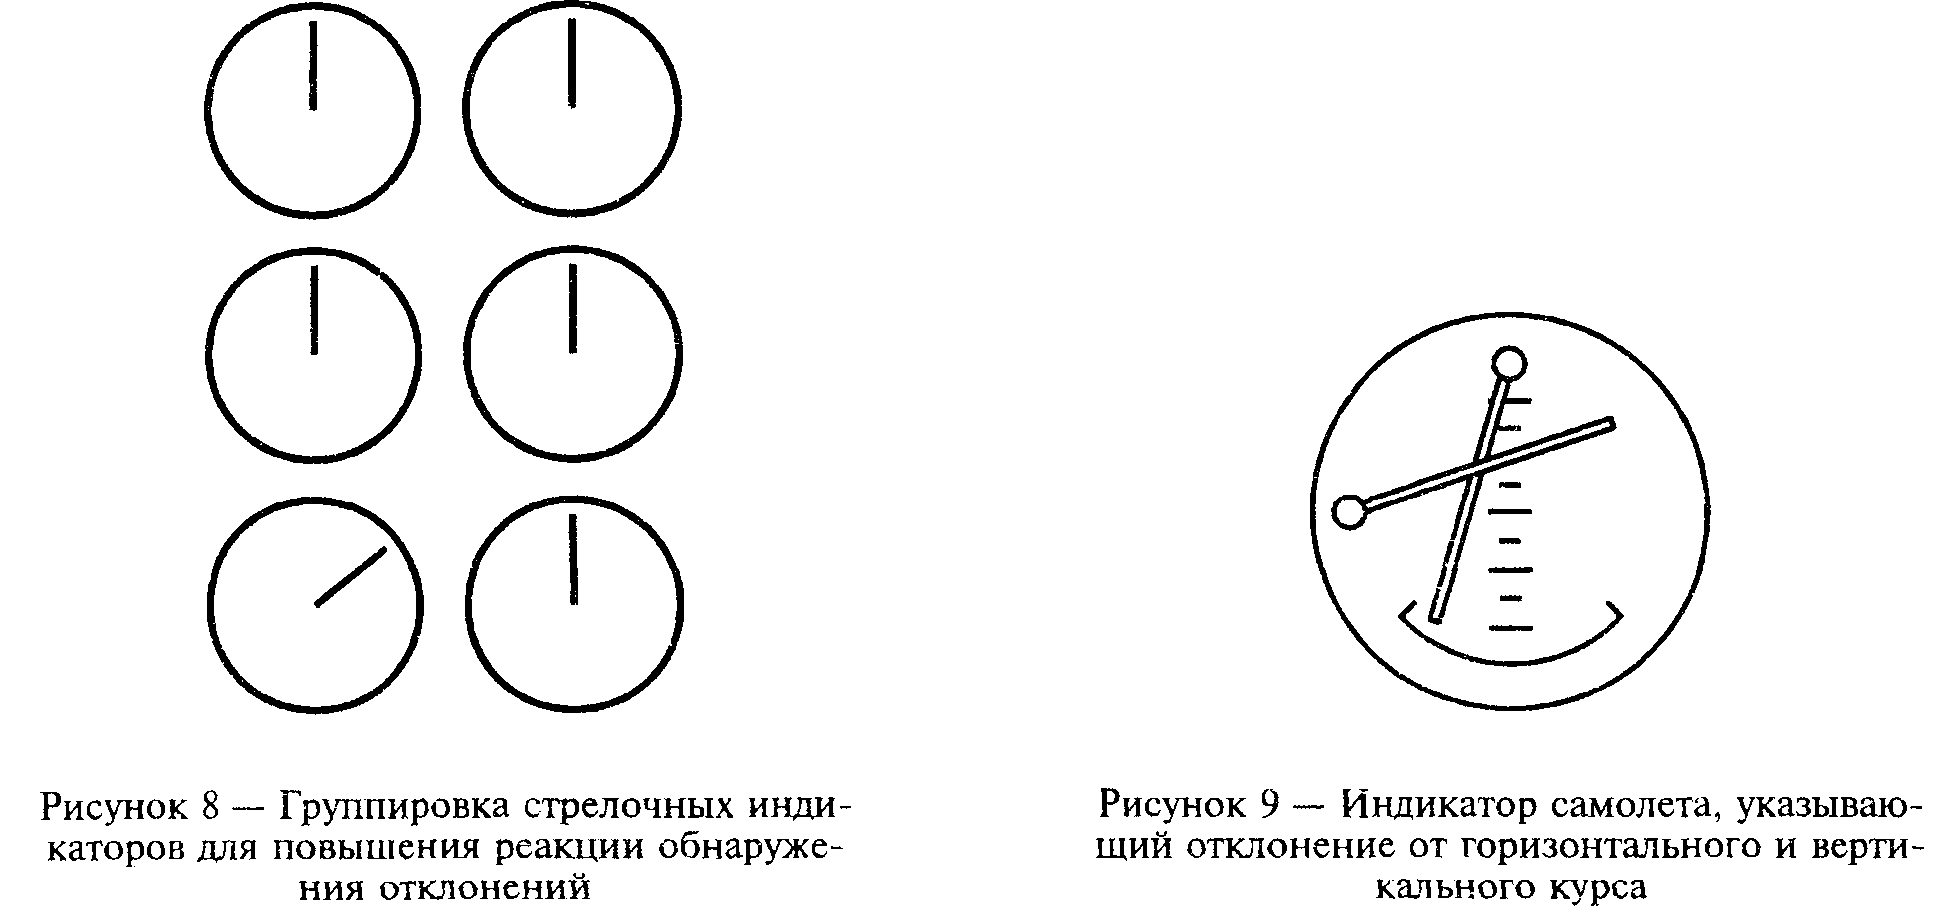 Рисунок 8 — Группировка стрелочных инди-
каторов для повышения реакции обнаруже-
ния отклонений
Рисунок 9 — Индикатор самолета, указываю-
щий отклонение от горизонтального и верти-
кального курса